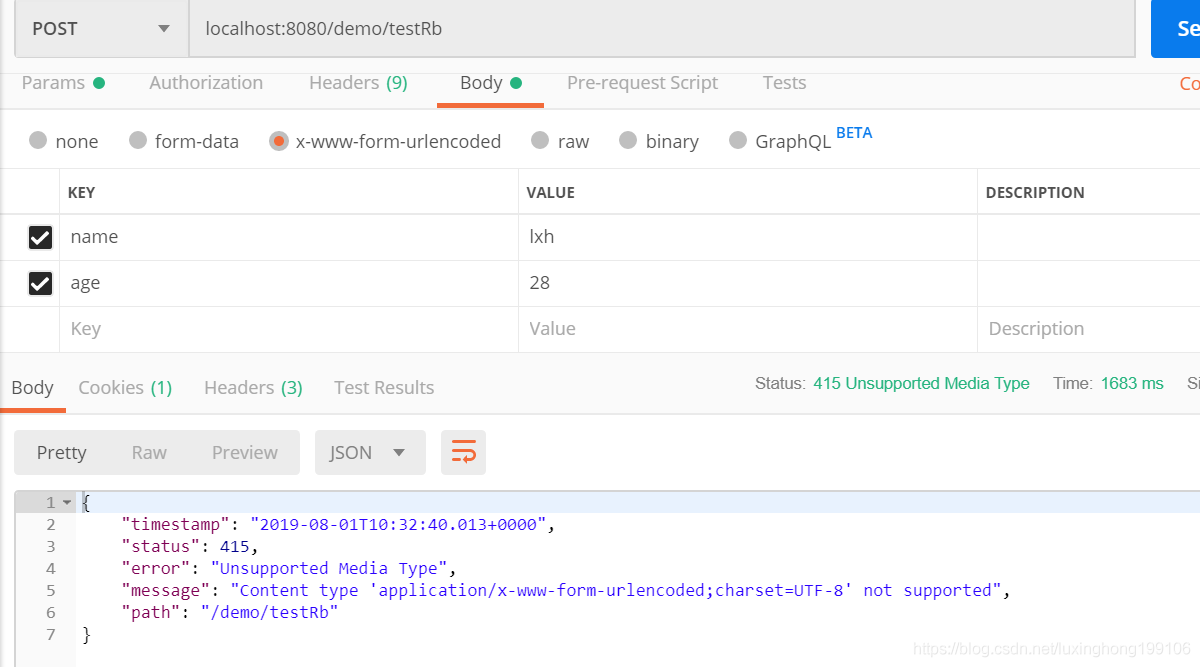 POST localhost:8080/demo/testRb Se
Params Authorization Headers (9) Body Pre-request Script Tests Co
none form-data x-www-form-urlencoded raw binary GraphQL BETA
KEY VALUE DESCRIPTION
name lxh
age 28
Key Value Description
Body Cookies (1) Headers (3) Test Results Status: 415 Unsupported Media Type Time: 1683 ms Si
Pretty Raw Preview JSON
1 {
2 "timestamp": "2019-08-01T10:32:40.013+0000",
3 "status": 415,
4 "error": "Unsupported Media Type",
5 "message": "Content type 'application/x-www-form-urlencoded;charset=UTF-8' not supported",
6 "path": "/demo/testRb"
7 }
https://blog.csdn.net/luxinghong199106